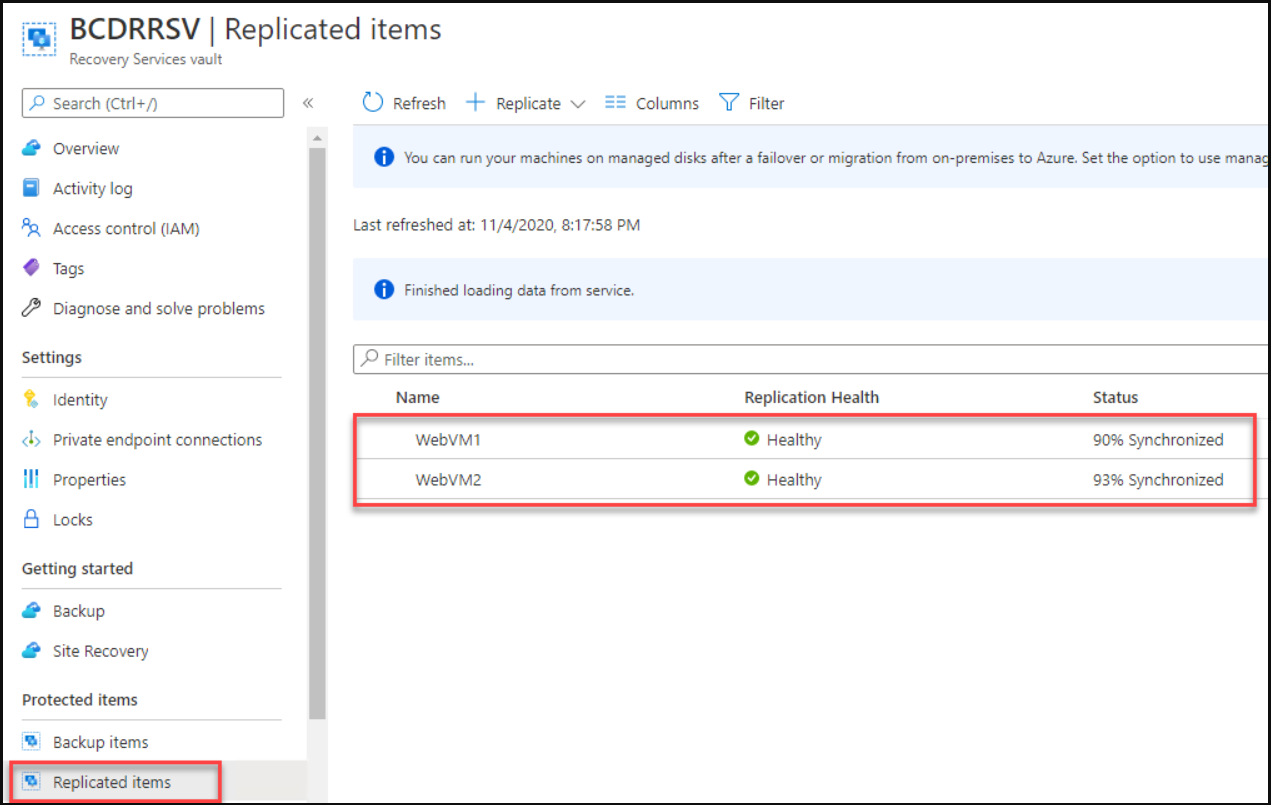 BCDRRSV | Replicated items
Recovery Services vault
Search (Ctrl+/)
«
Overview
Activity log
Access control (IAM)
Tags
Diagnose and solve problems
Settings
Identity
Private endpoint connections
Properties
Locks
Getting started
Backup
Site Recovery
Protected items
Backup items
Replicated items
Refresh Replicate Columns Filter
You can run your machines on managed disks after a failover or migration from on-premises to Azure. Set the option to use manag
Last refreshed at: 11/4/2020, 8:17:58 PM
Finished loading data from service.
Filter items...
Name Replication Health Status
WebVM1 Healthy 90% Synchronized
WebVM2 Healthy 93% Synchronized